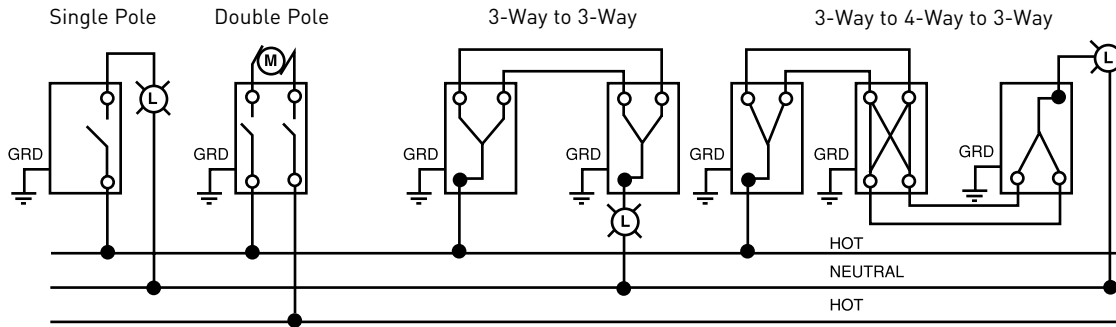 Single Pole
Double Pole
3-Way to 3-Way
3-Way to 4-Way to 3-Way
L
M
L
GRD
GRD
GRD
GRD
GRD
GRD
GRD
L
HOT
NEUTRAL
HOT